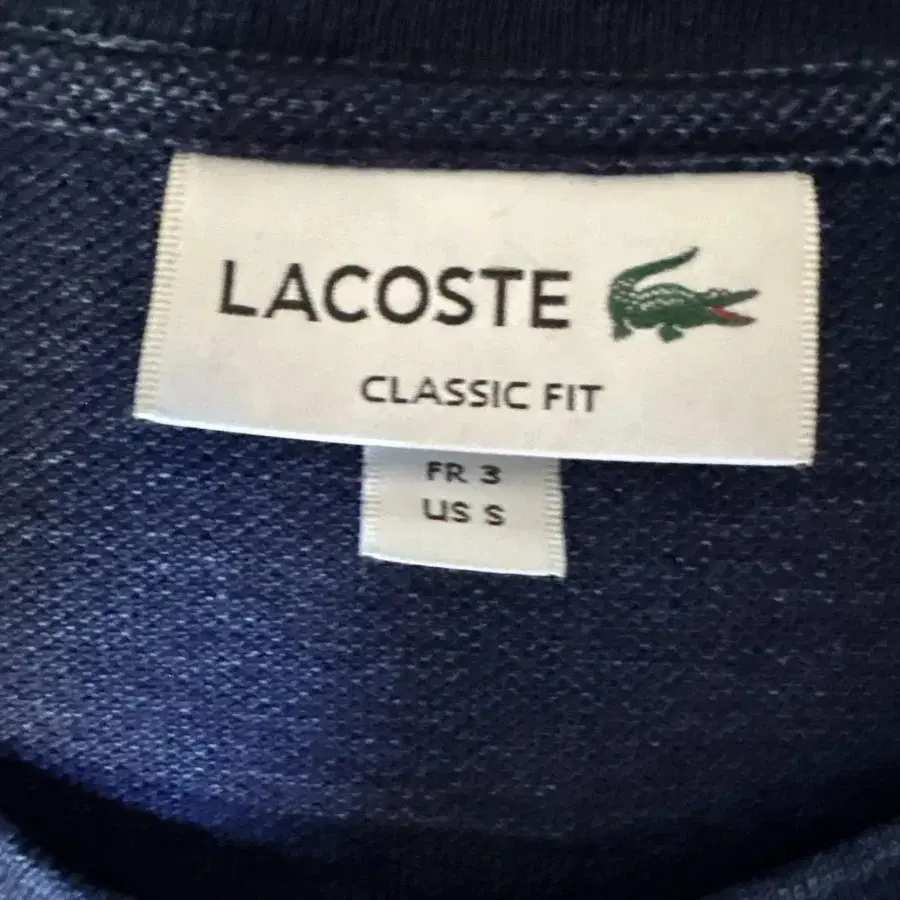 LACOSTE
CLASSIC FIT
FR 3
US S